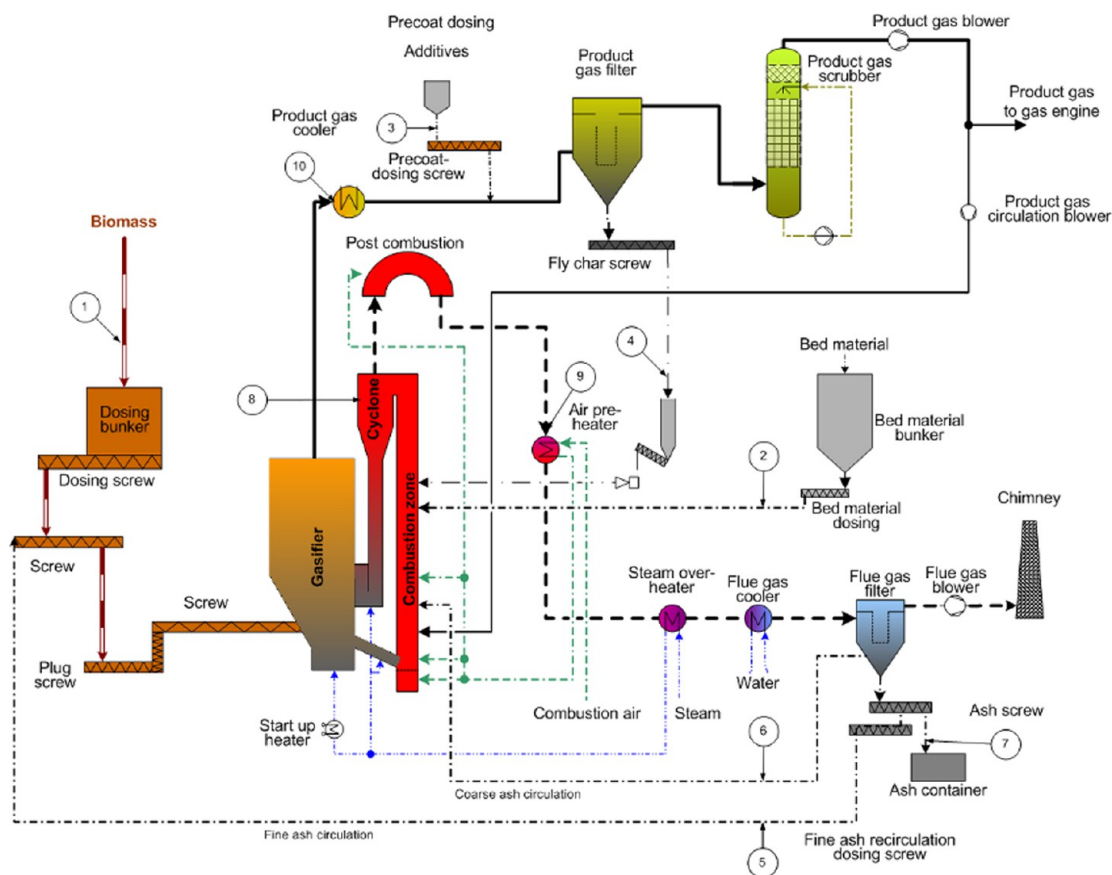 Precoat dosing
Additives
3
Precoat-
dosing screw
Product gas
cooler
10
Product
gas filter
Product gas blower
Product gas
scrubber
Product gas
to gas engine
Product gas
circulation blower
Biomass
1
Post combustion
Fly char screw
4
9
Air pre-
heater
8
Cyclone
Combustion zone
Gasifier
Dosing
bunker
Dosing screw
Screw
Screw
Plug
screw
Bed material
Bed material
bunker
2
Bed material
dosing
Chimney
Steam over-
heater
Flue gas
cooler
Flue gas
filter
Flue gas
blower
Start up
heater
Combustion air
Steam
Water
Ash screw
6
7
Ash container
Coarse ash circulation
Fine ash circulation
5
Fine ash recirculation
dosing screw